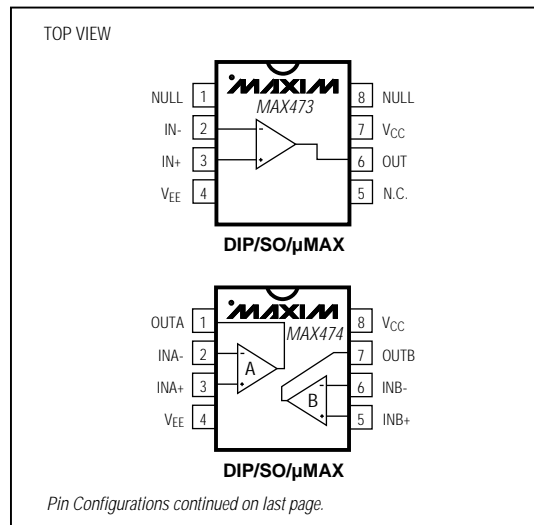 TOP VIEW
MAXIM
MAX473
NULL 1
IN- 2
IN+ 3
VEE 4
8 NULL
7 VCC
6 OUT
5 N.C.
- 
+
DIP/SO/µMAX
MAXIM
MAX474
OUTA 1
INA- 2
INA+ 3
VEE 4
8 VCC
7 OUTB
6 INB-
5 INB+
- 
+
A
- 
+
B
DIP/SO/µMAX
Pin Configurations continued on last page.